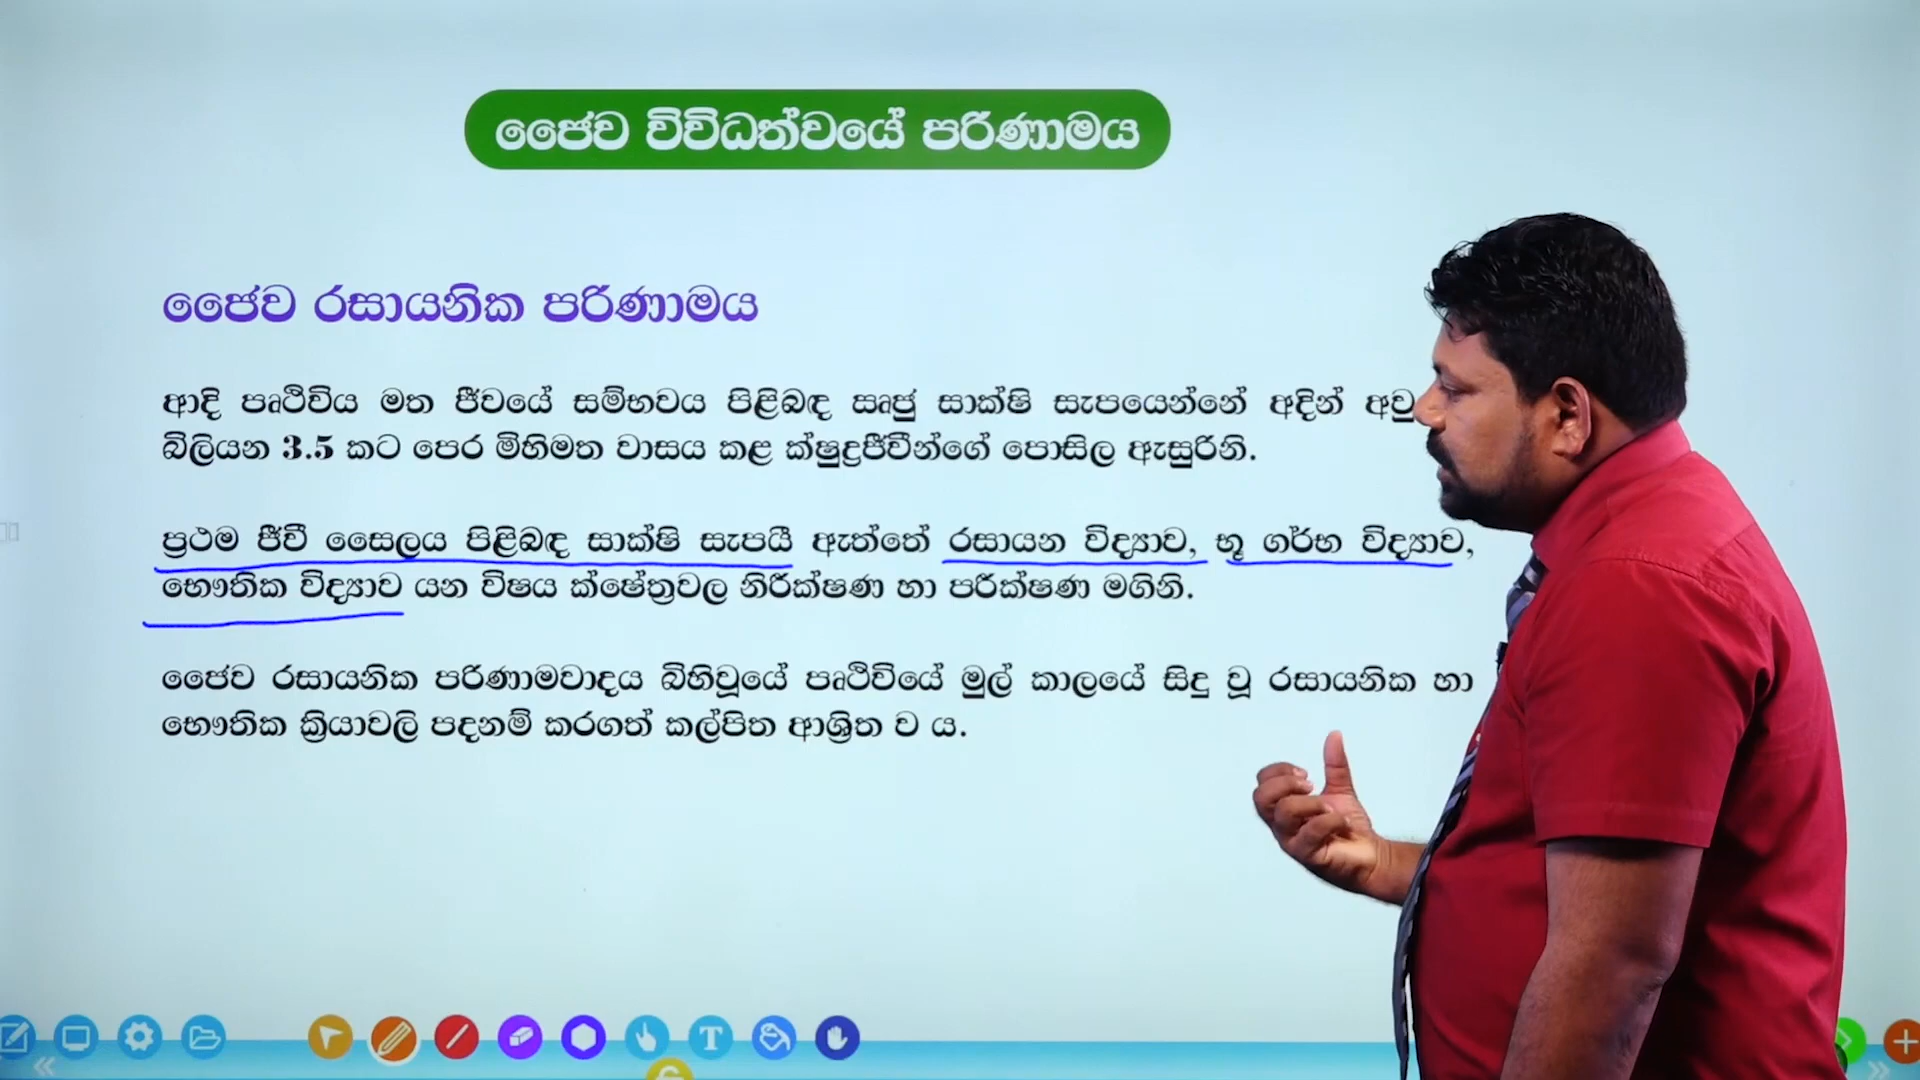 ජෛව විවිධත්වයේ පරිණාමය
ජෛව රසායනික පරිණාමය
ආදි පෘථිවිය මත ජීවයේ සම්භවය පිළිබඳ ඍජු සාක්ෂි සැපයෙන්නේ අදින් අවු
බිලියන 3.5 කට පෙර මිහිමත වාසය කළ ක්ෂුද්‍රජීවීන්ගේ පොසිල ඇසුරිනි.
ප්‍රථම ජීවී සෛලය පිළිබඳ සාක්ෂි සැපයී ඇත්තේ රසායන විද්‍යාව, භූ ගර්භ විද්‍යාව,
භෞතික විද්‍යාව යන විෂය ක්ෂේත්‍රවල නිරීක්ෂණ හා පරීක්ෂණ මගිනි.
ජෛව රසායනික පරිණාමවාදය බිහිවූයේ පෘථිවියේ මුල් කාලයේ සිදු වූ රසායනික හා
භෞතික ක්‍රියාවලි පදනම් කරගත් කල්පිත ආශ්‍රිත ව ය.
T